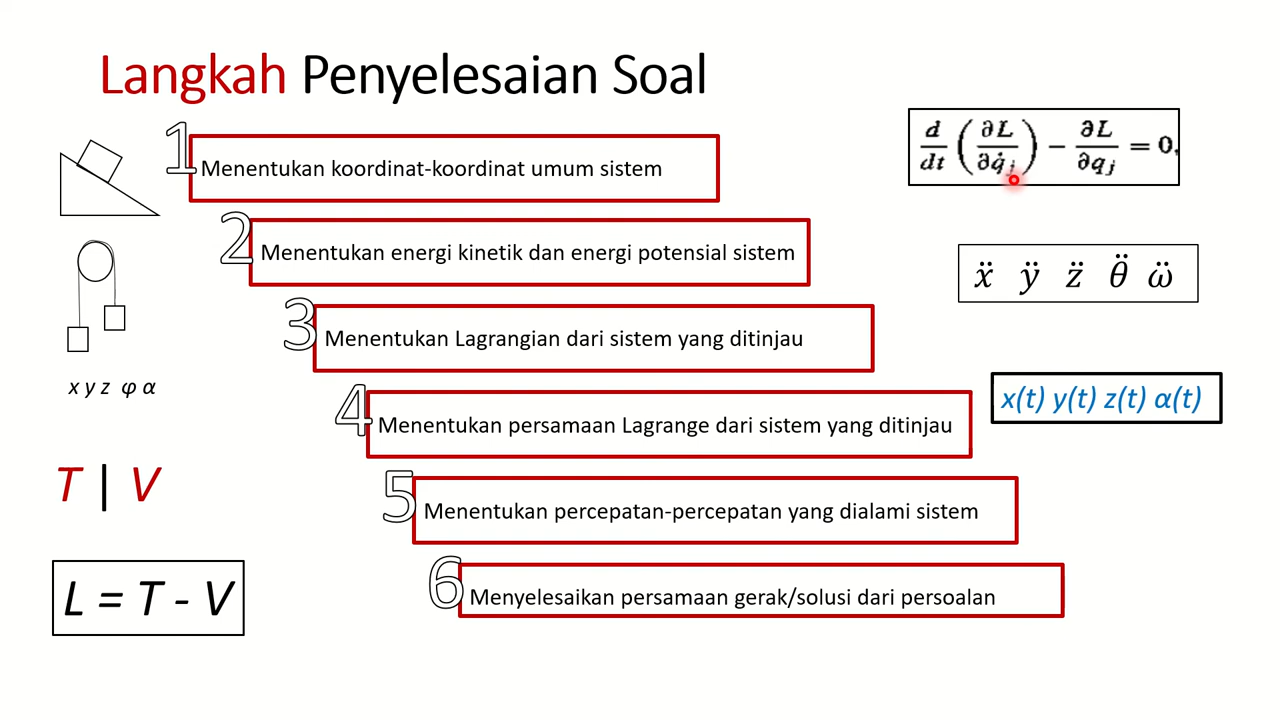 Langkah Penyelesaian Soal
1
Menentukan koordinat-koordinat umum sistem
2
Menentukan energi kinetik dan energi potensial sistem
3
Menentukan Lagrangian dari sistem yang ditinjau
4
Menentukan persamaan Lagrange dari sistem yang ditinjau
5
Menentukan percepatan-percepatan yang dialami sistem
6
Menyelesaikan persamaan gerak/solusi dari persoalan
x y z φ α
T | V
L = T - V
d/dt (∂L/∂q̇ⱼ) − ∂L/∂qⱼ = 0,
ẍ ÿ z̈ θ̈ ω̈
x(t) y(t) z(t) α(t)